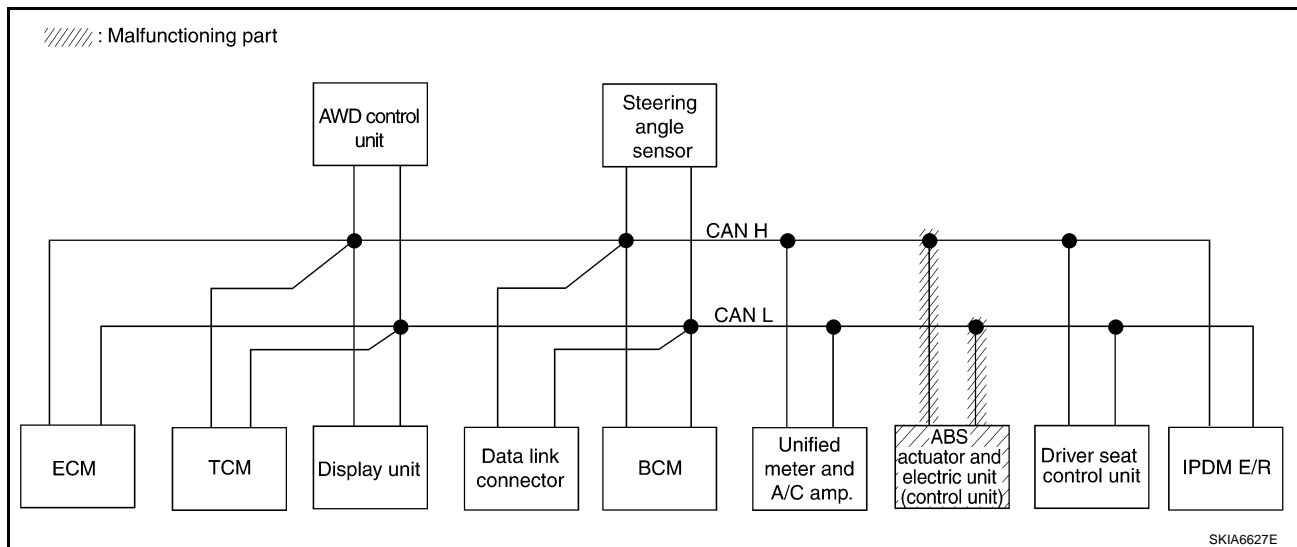 : Malfunctioning part
AWD control
unit
Steering
angle
sensor
CAN H
CAN L
ECM
TCM
Display unit
Data link
connector
BCM
Unified
meter and
A/C amp.
ABS
actuator and
electric unit
(control unit)
Driver seat
control unit
IPDM E/R
SKIA6627E